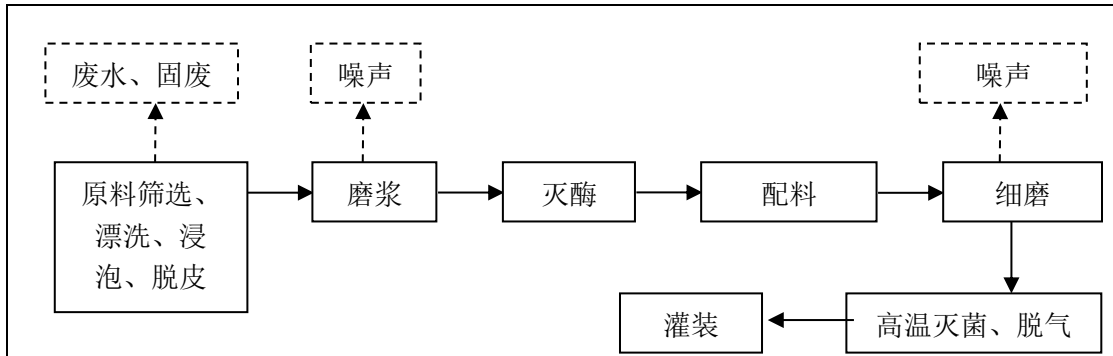 废水、固废
噪声
噪声
原料筛选、
漂洗、浸
泡、脱皮
磨浆
灭酶
配料
细磨
灌装
高温灭菌、脱气